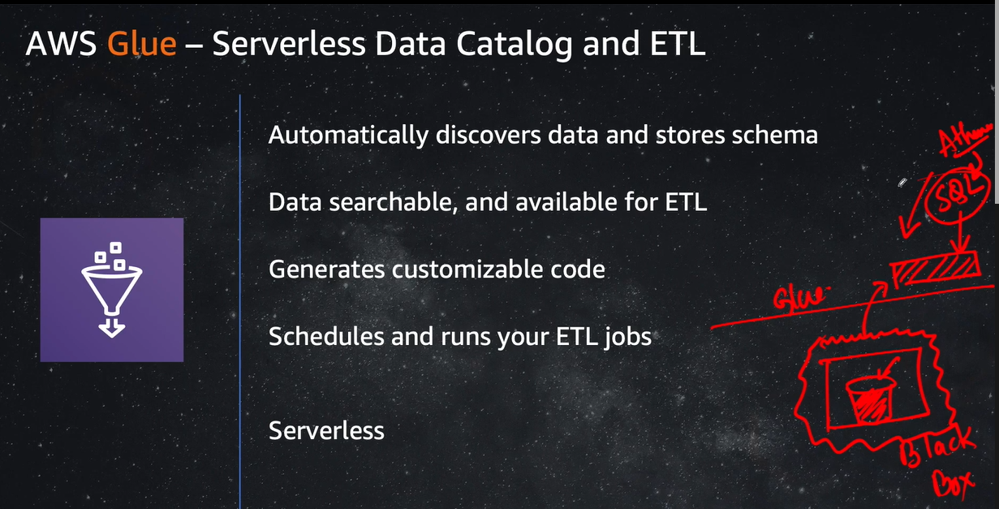 AWS Glue – Serverless Data Catalog and ETL
Automatically discovers data and stores schema
Data searchable, and available for ETL
Generates customizable code
Schedules and runs your ETL jobs
Serverless
SQL
Glue
Black
Box